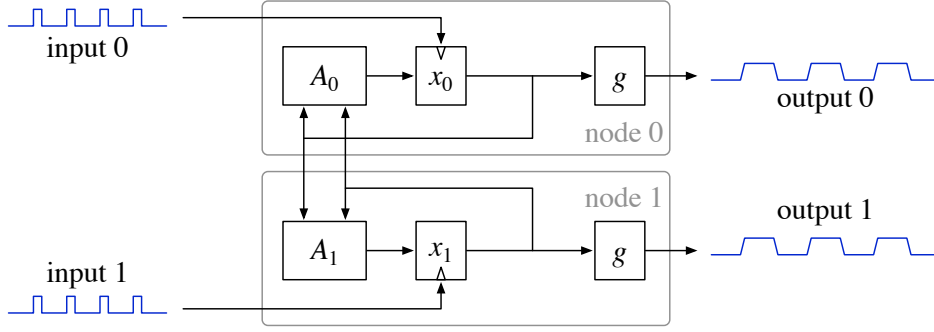 input 0
A₀
x₀
g
output 0
node 0
node 1
output 1
input 1
A₁
x₁
g